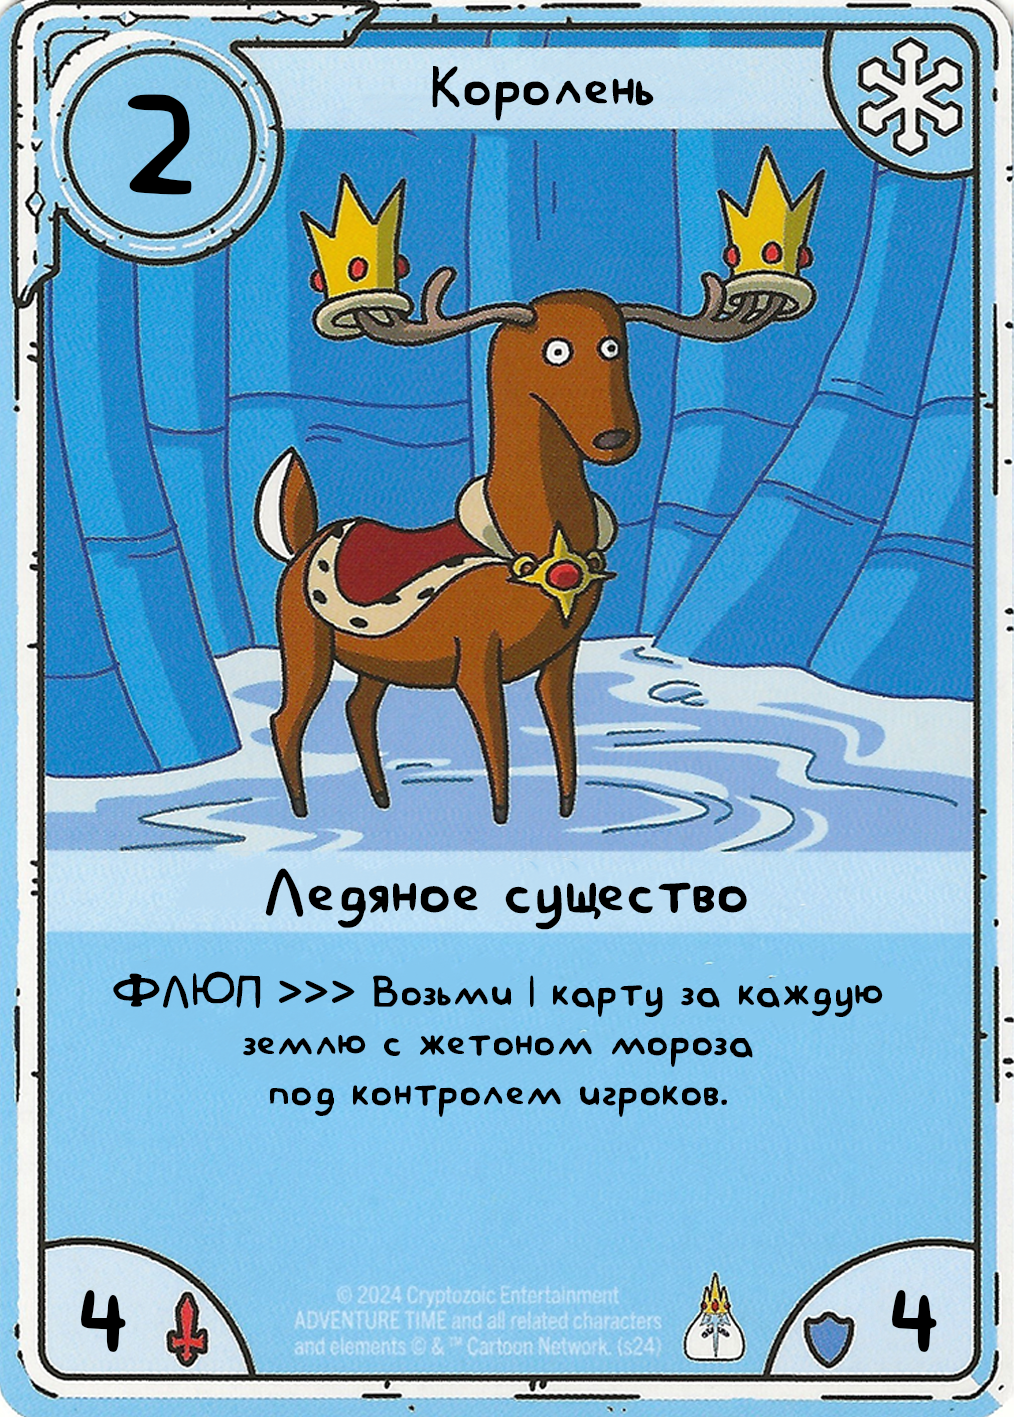 2
Королень
Ледяное существо
ФЛЮП >>> Возьми 1 карту за каждую
землю с жетоном мороза
под контролем игроков.
4
© 2024 Cryptozoic Entertainment
ADVENTURE TIME and all related characters
and elements © & ™ Cartoon Network. (s24)
4